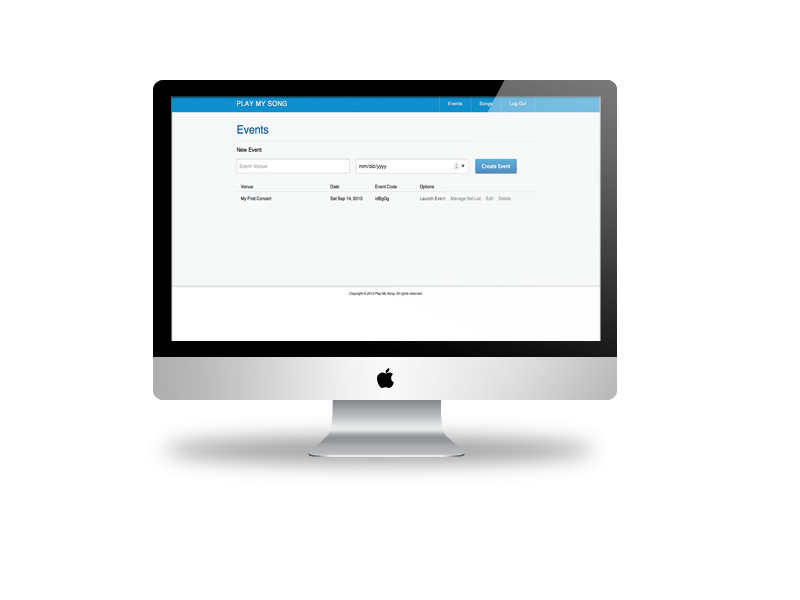 PLAY MY SONG Events Songs Log Out
Events
New Event
Event Venue mm/dd/yyyy Create Event
Venue Date Event Code Options
My First Concert Sat Sep 14, 2013 Launch Event Manage Set List Edit Delete
Copyright © 2013 Play My Song. All rights reserved.